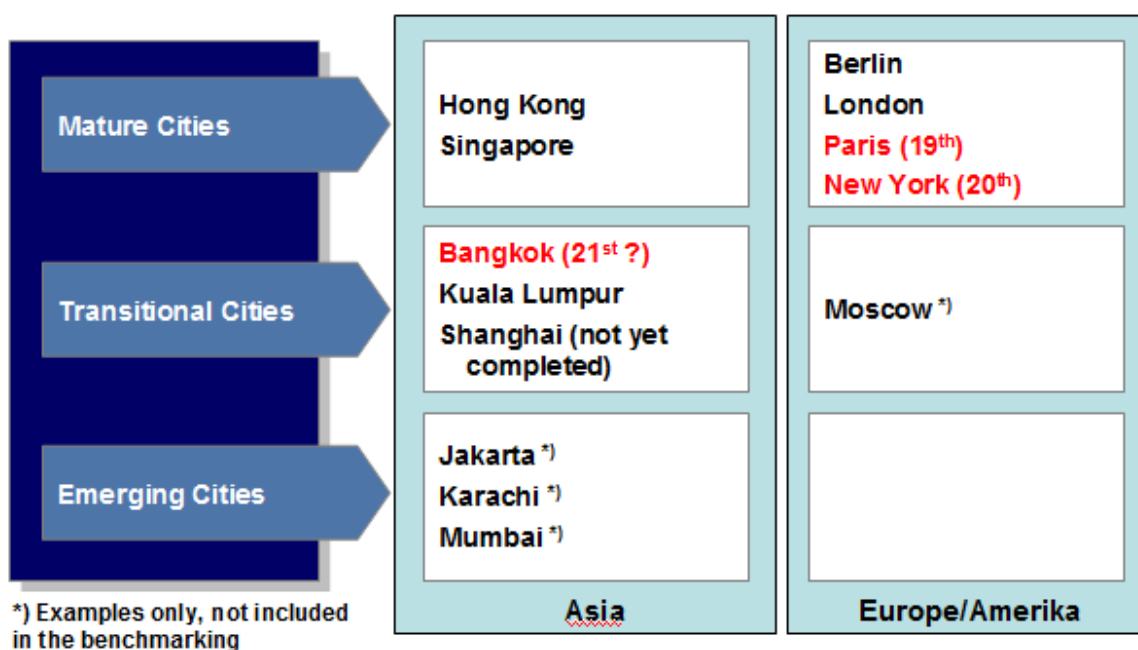 Mature Cities
Hong Kong
Singapore
Berlin
London
Paris (19th)
New York (20th)
Transitional Cities
Bangkok (21st ?)
Kuala Lumpur
Shanghai (not yet
completed)
Moscow *)
Emerging Cities
Jakarta *)
Karachi *)
Mumbai *)
*) Examples only, not included
in the benchmarking
Asia
Europe/Amerika